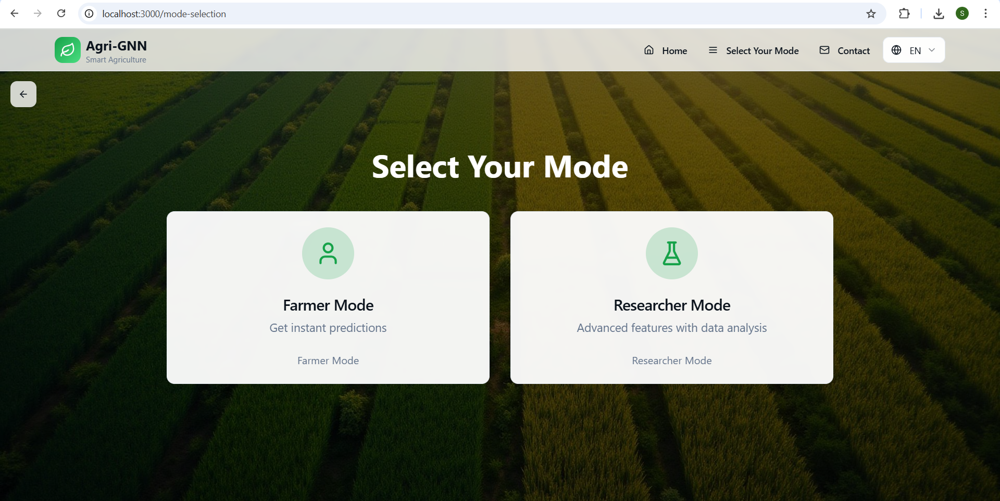 localhost:3000/mode-selection
S
Agri-GNN
Smart Agriculture
Home
Select Your Mode
Contact
EN
Select Your Mode
Farmer Mode
Get instant predictions
Farmer Mode
Researcher Mode
Advanced features with data analysis
Researcher Mode